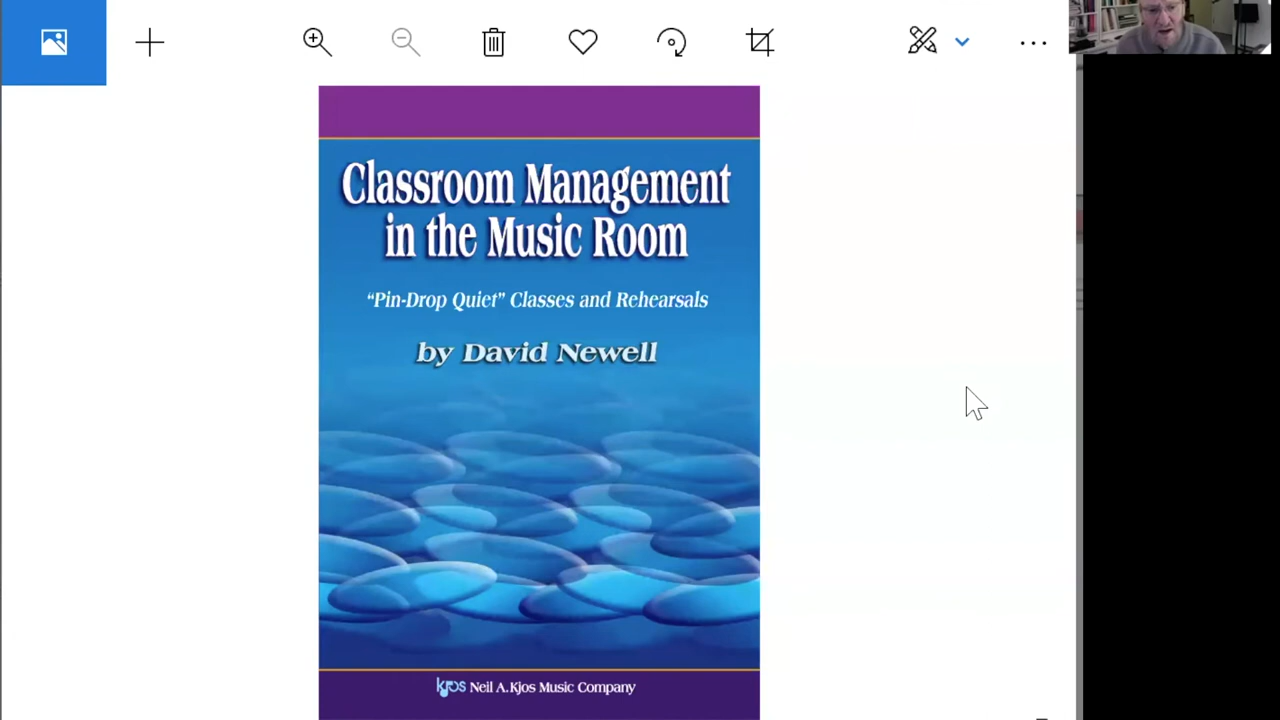 Classroom Management
in the Music Room
“Pin-Drop Quiet” Classes and Rehearsals
by David Newell
kjos Neil A. Kjos Music Company